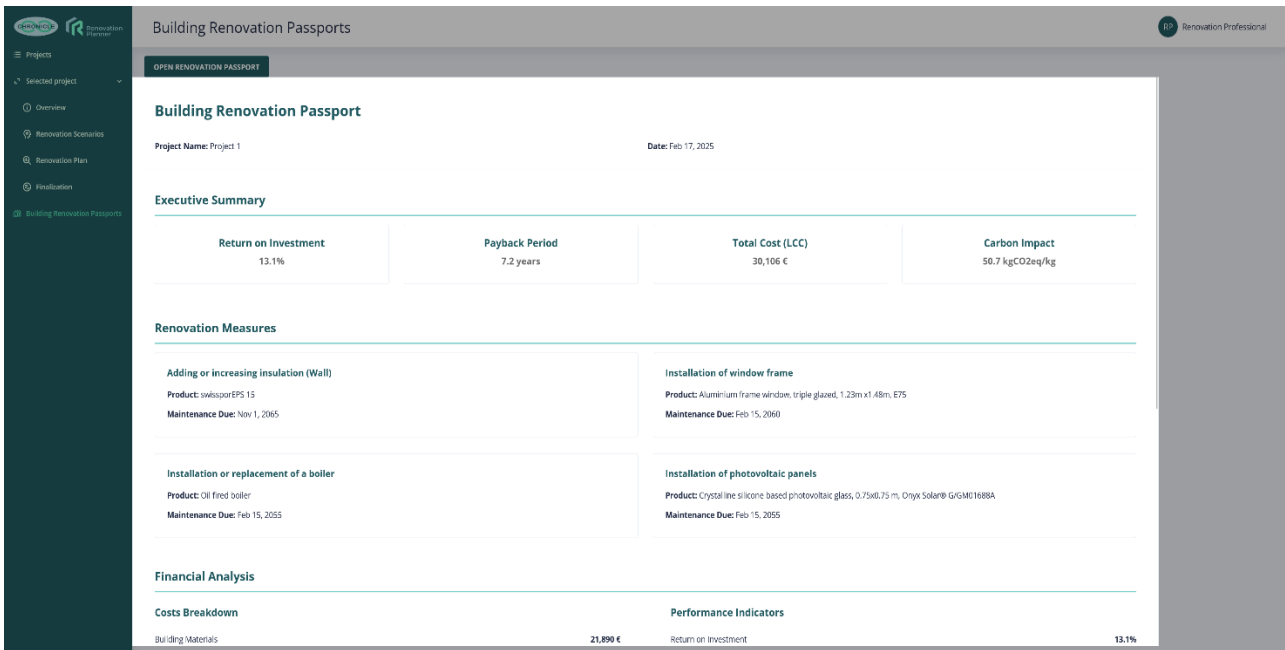 CHRONICLE
Renovation
Planner
Building Renovation Passports
RP
Renovation Professional
Projects
Selected project
Overview
Renovation Scenarios
Renovation Plan
Finalization
Building Renovation Passports
OPEN RENOVATION PASSPORT
Building Renovation Passport
Project Name: Project 1
Date: Feb 17, 2025
Executive Summary
Return on Investment
13.1%
Payback Period
7.2 years
Total Cost (LCC)
30,106 €
Carbon Impact
50.7 kgCO2eq/kg
Renovation Measures
Adding or increasing insulation (Wall)
Product: swissporEPS 15
Maintenance Due: Nov 1, 2065
Installation of window frame
Product: Aluminium frame window, triple glazed, 1.23m x1.48m, E75
Maintenance Due: Feb 15, 2060
Installation or replacement of a boiler
Product: Oil fired boiler
Maintenance Due: Feb 15, 2055
Installation of photovoltaic panels
Product: Crystalline silicone based photovoltaic glass, 0.75x0.75 m, Onyx Solar® G/GM01688A
Maintenance Due: Feb 15, 2055
Financial Analysis
Costs Breakdown
Building Materials 21,890 €
Performance Indicators
Return on Investment 13.1%